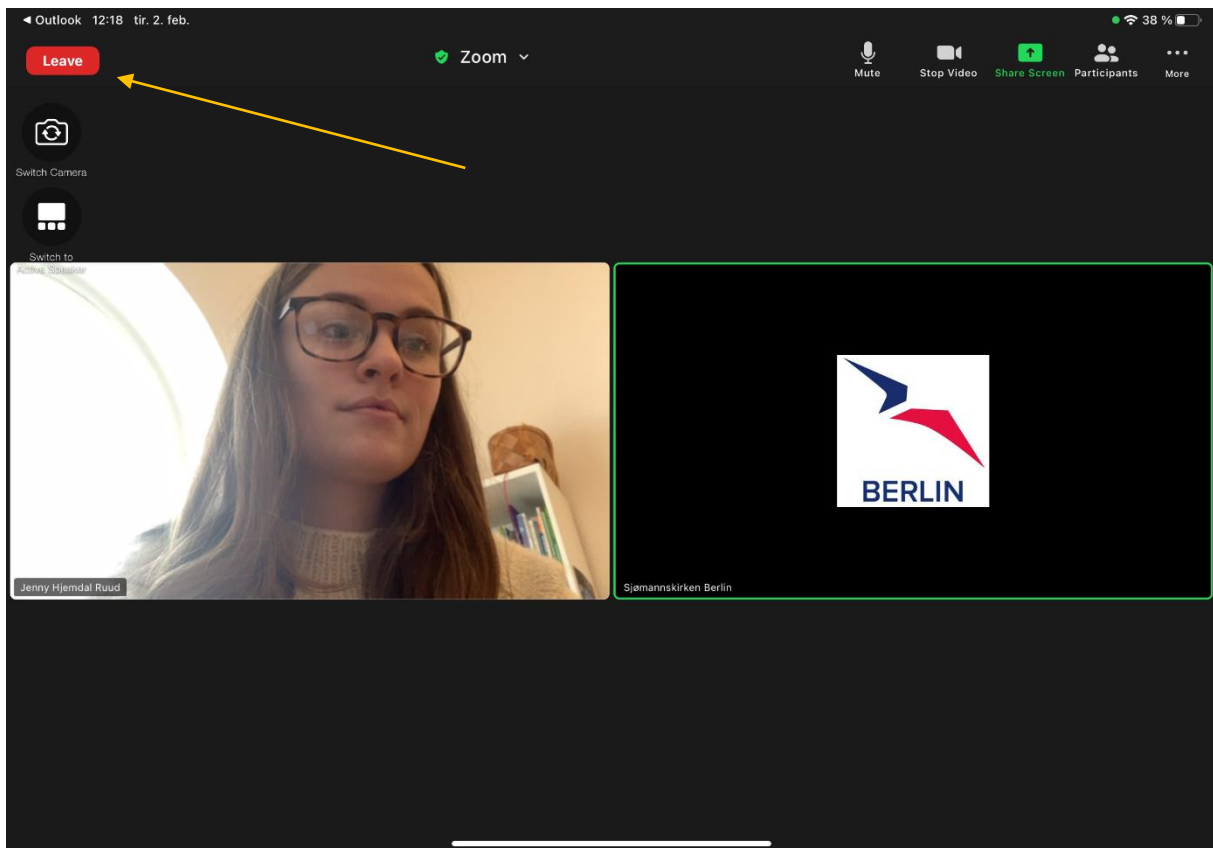 Outlook 12:18 tir. 2. feb.
38 %
Leave
Zoom
Mute
Stop Video
Share Screen
Participants
More
Switch Camera
Switch to
Active Speaker
BERLIN
Jenny Hjemdal Ruud
Sjømannskirken Berlin